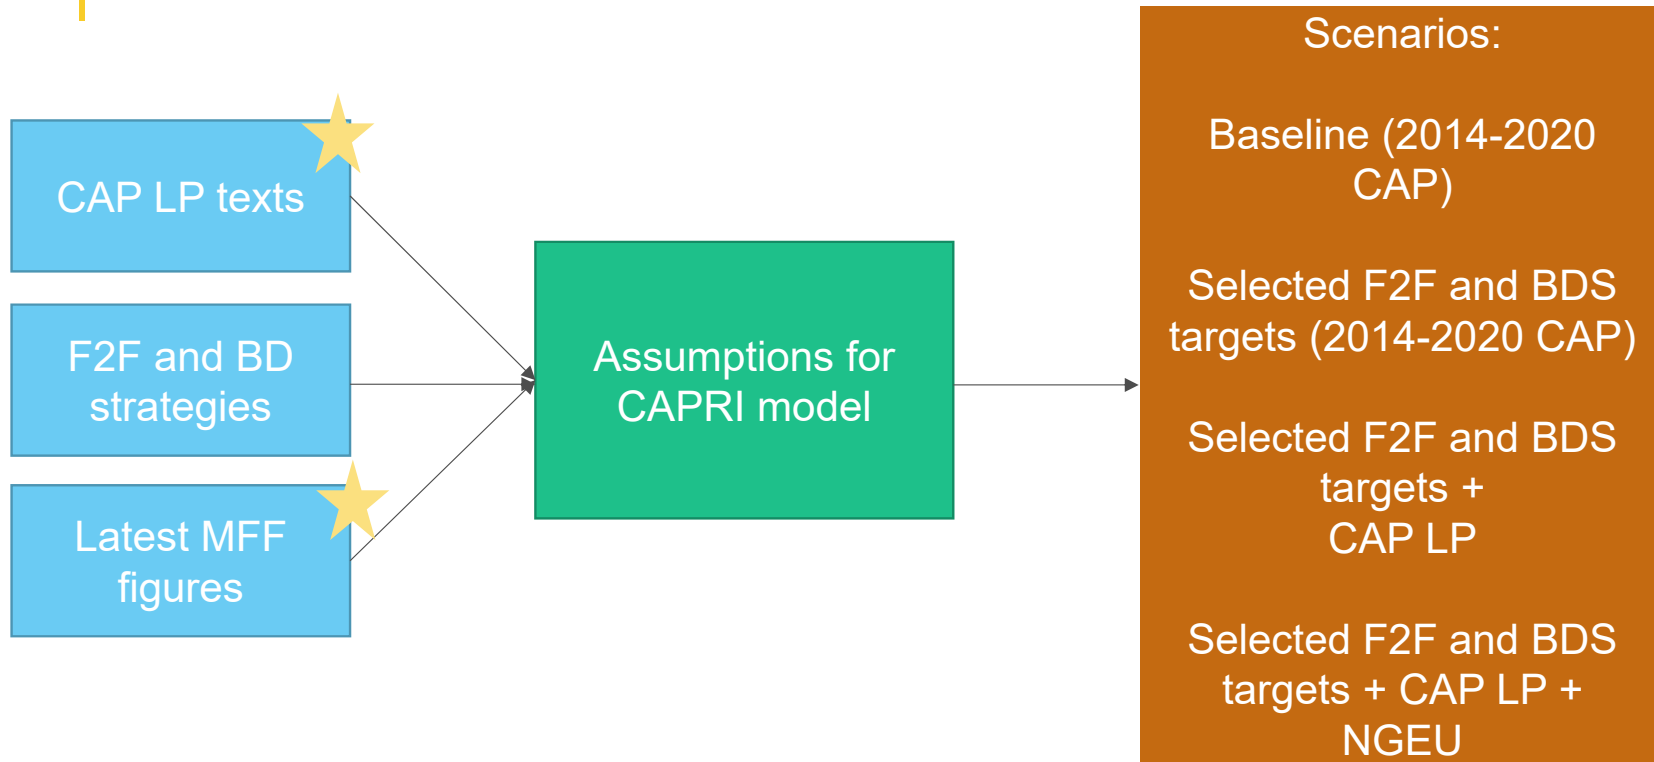 CAP LP texts
F2F and BD
strategies
Latest MFF
figures
Assumptions for
CAPRI model
Scenarios:
Baseline (2014-2020
CAP)
Selected F2F and BDS
targets (2014-2020 CAP)
Selected F2F and BDS
targets +
CAP LP
Selected F2F and BDS
targets + CAP LP +
NGEU